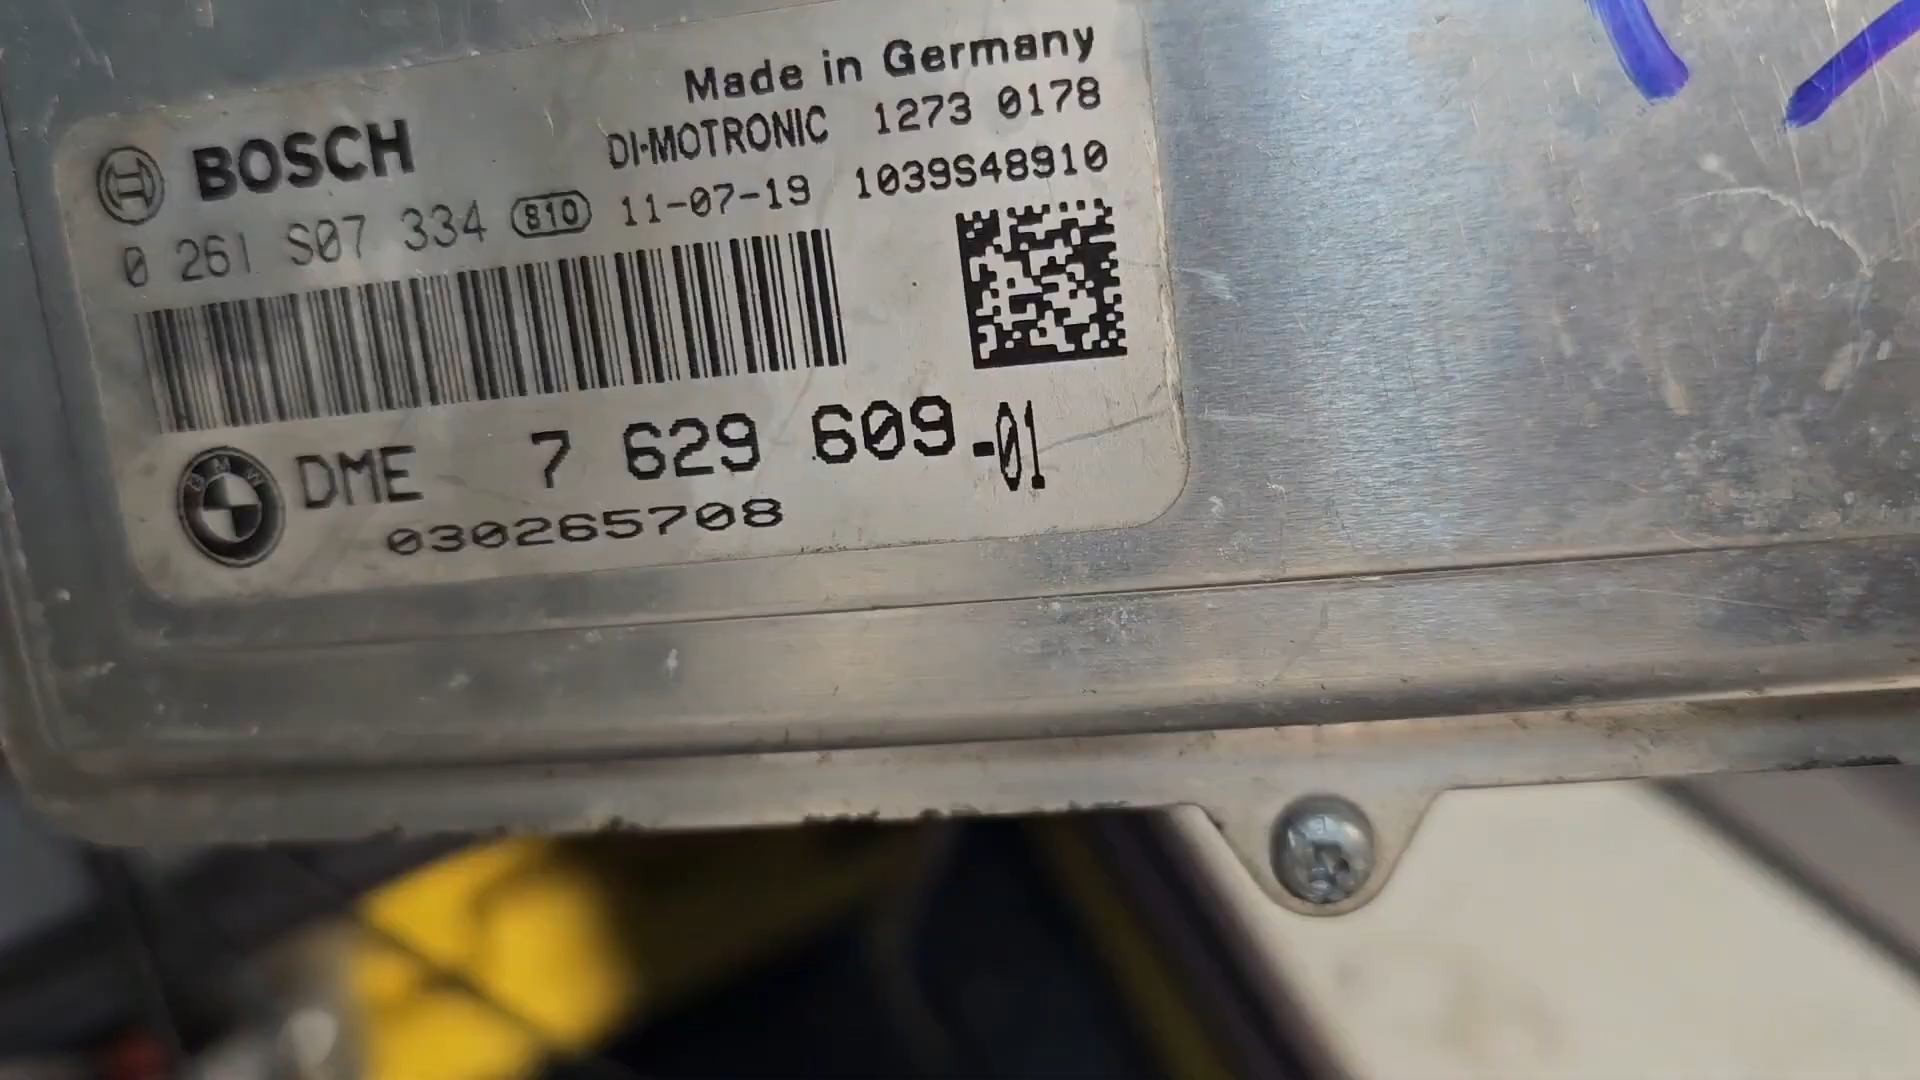 Made in Germany
BOSCH DI-MOTRONIC 1273 0178
0 261 S07 334 810 11-07-19 1039S48910
BMW DME 7 629 609-01
030265708